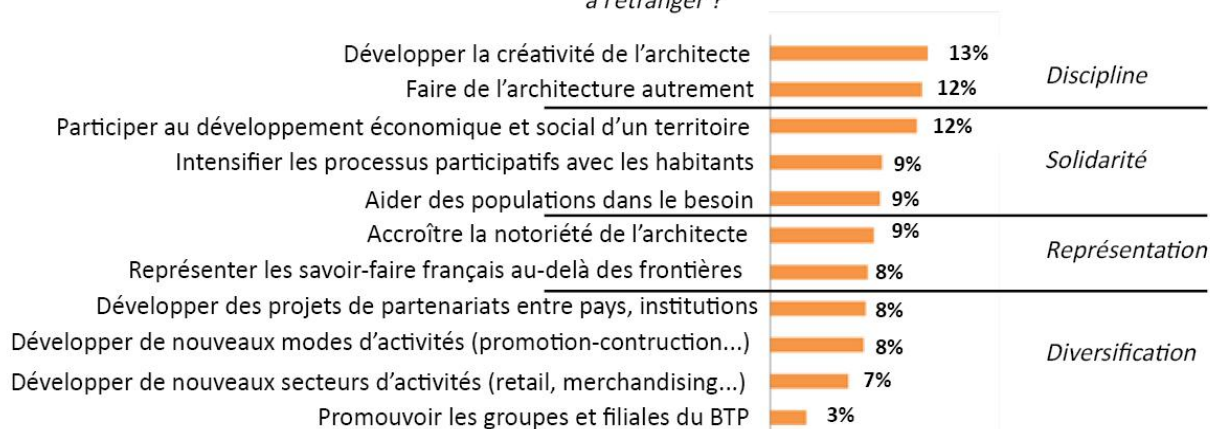 à l'étranger ?
Développer la créativité de l'architecte 13%
Faire de l'architecture autrement 12%
Discipline
Participer au développement économique et social d'un territoire 12%
Intensifier les processus participatifs avec les habitants 9%
Solidarité
Aider des populations dans le besoin 9%
Accroître la notoriété de l'architecte 9%
Représentation
Représenter les savoir-faire français au-delà des frontières 8%
Développer des projets de partenariats entre pays, institutions 8%
Développer de nouveaux modes d'activités (promotion-contruction...) 8%
Diversification
Développer de nouveaux secteurs d'activités (retail, merchandising...) 7%
Promouvoir les groupes et filiales du BTP 3%